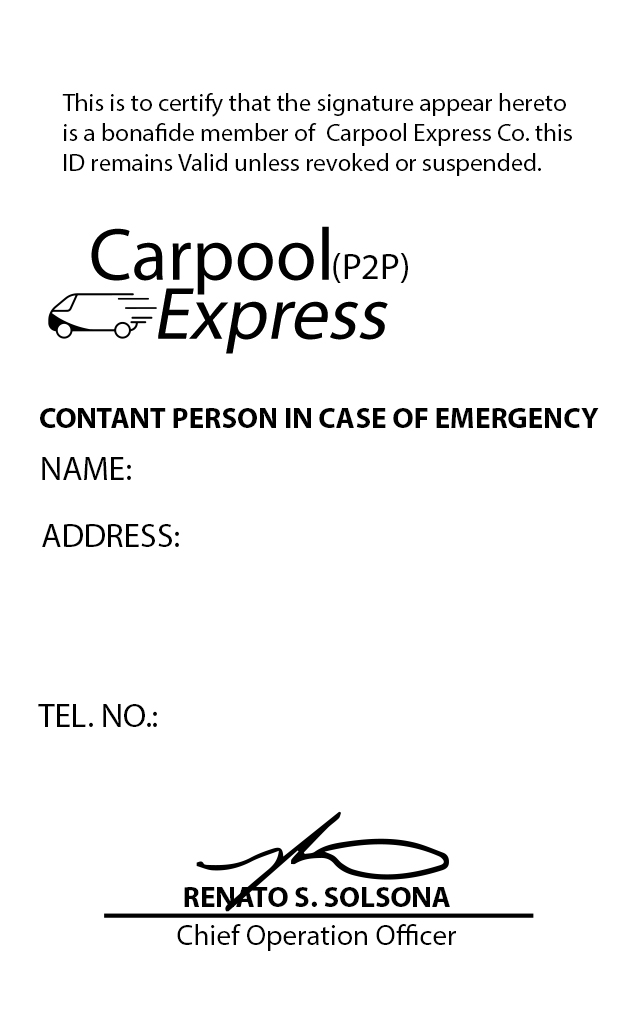 This is to certify that the signature appear hereto
is a bonafide member of  Carpool Express Co. this
ID remains Valid unless revoked or suspended.
Carpool(P2P)
Express
CONTANT PERSON IN CASE OF EMERGENCY
NAME:
ADDRESS:
TEL. NO.:
RENATO S. SOLSONA
Chief Operation Officer